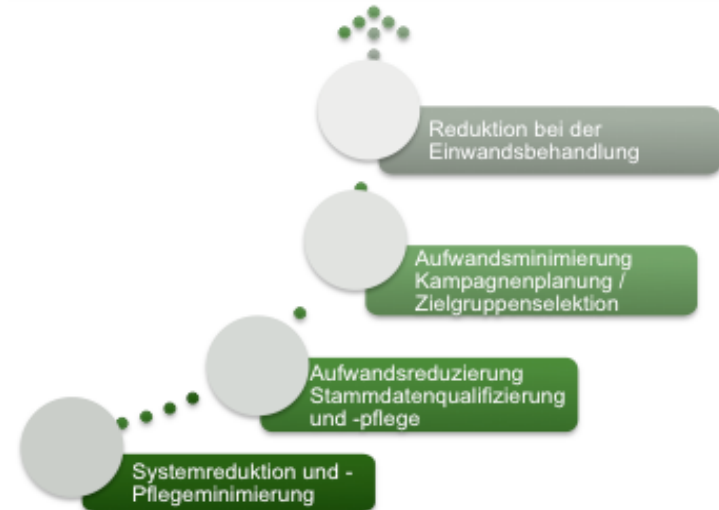 Reduktion bei der
Einwandsbehandlung
Aufwandsminimierung
Kampagnenplanung /
Zielgruppenselektion
Aufwandsreduzierung
Stammdatenqualifizierung
und -pflege
Systemreduktion und -
Pflegeminimierung